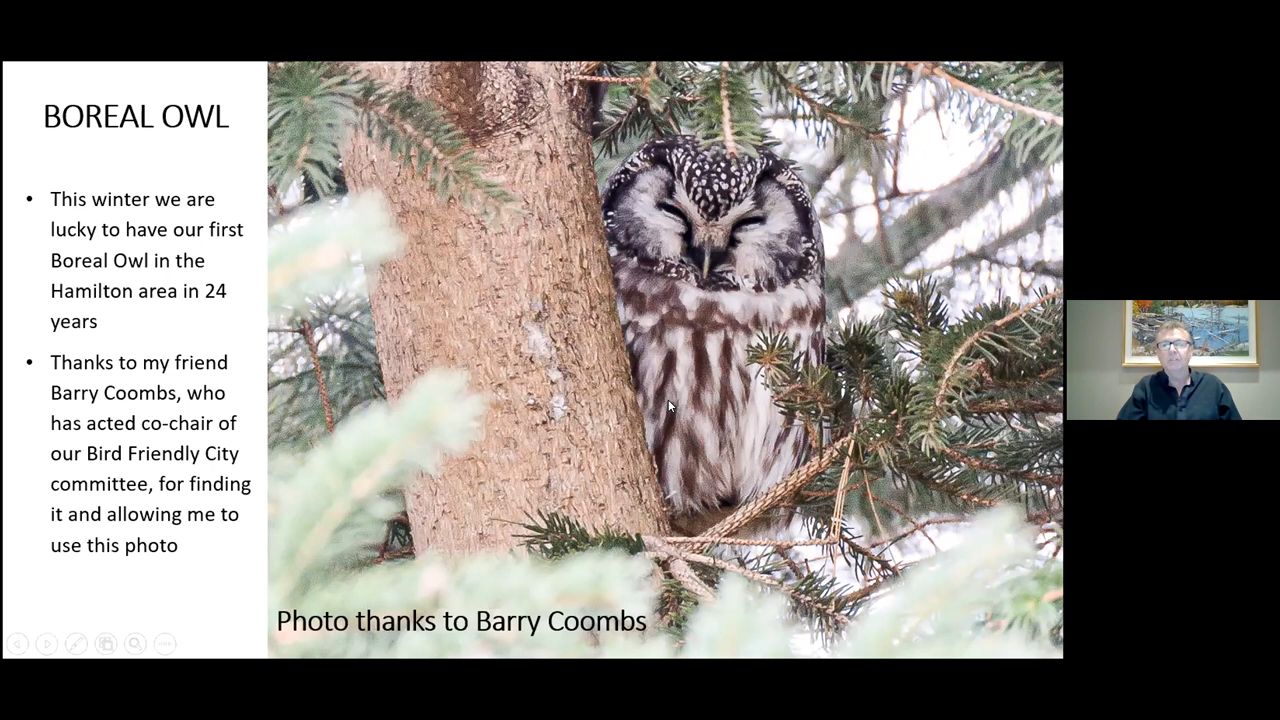 BOREAL OWL
• This winter we are
lucky to have our first
Boreal Owl in the
Hamilton area in 24
years
• Thanks to my friend
Barry Coombs, who
has acted co-chair of
our Bird Friendly City
committee, for finding
it and allowing me to
use this photo
Photo thanks to Barry Coombs